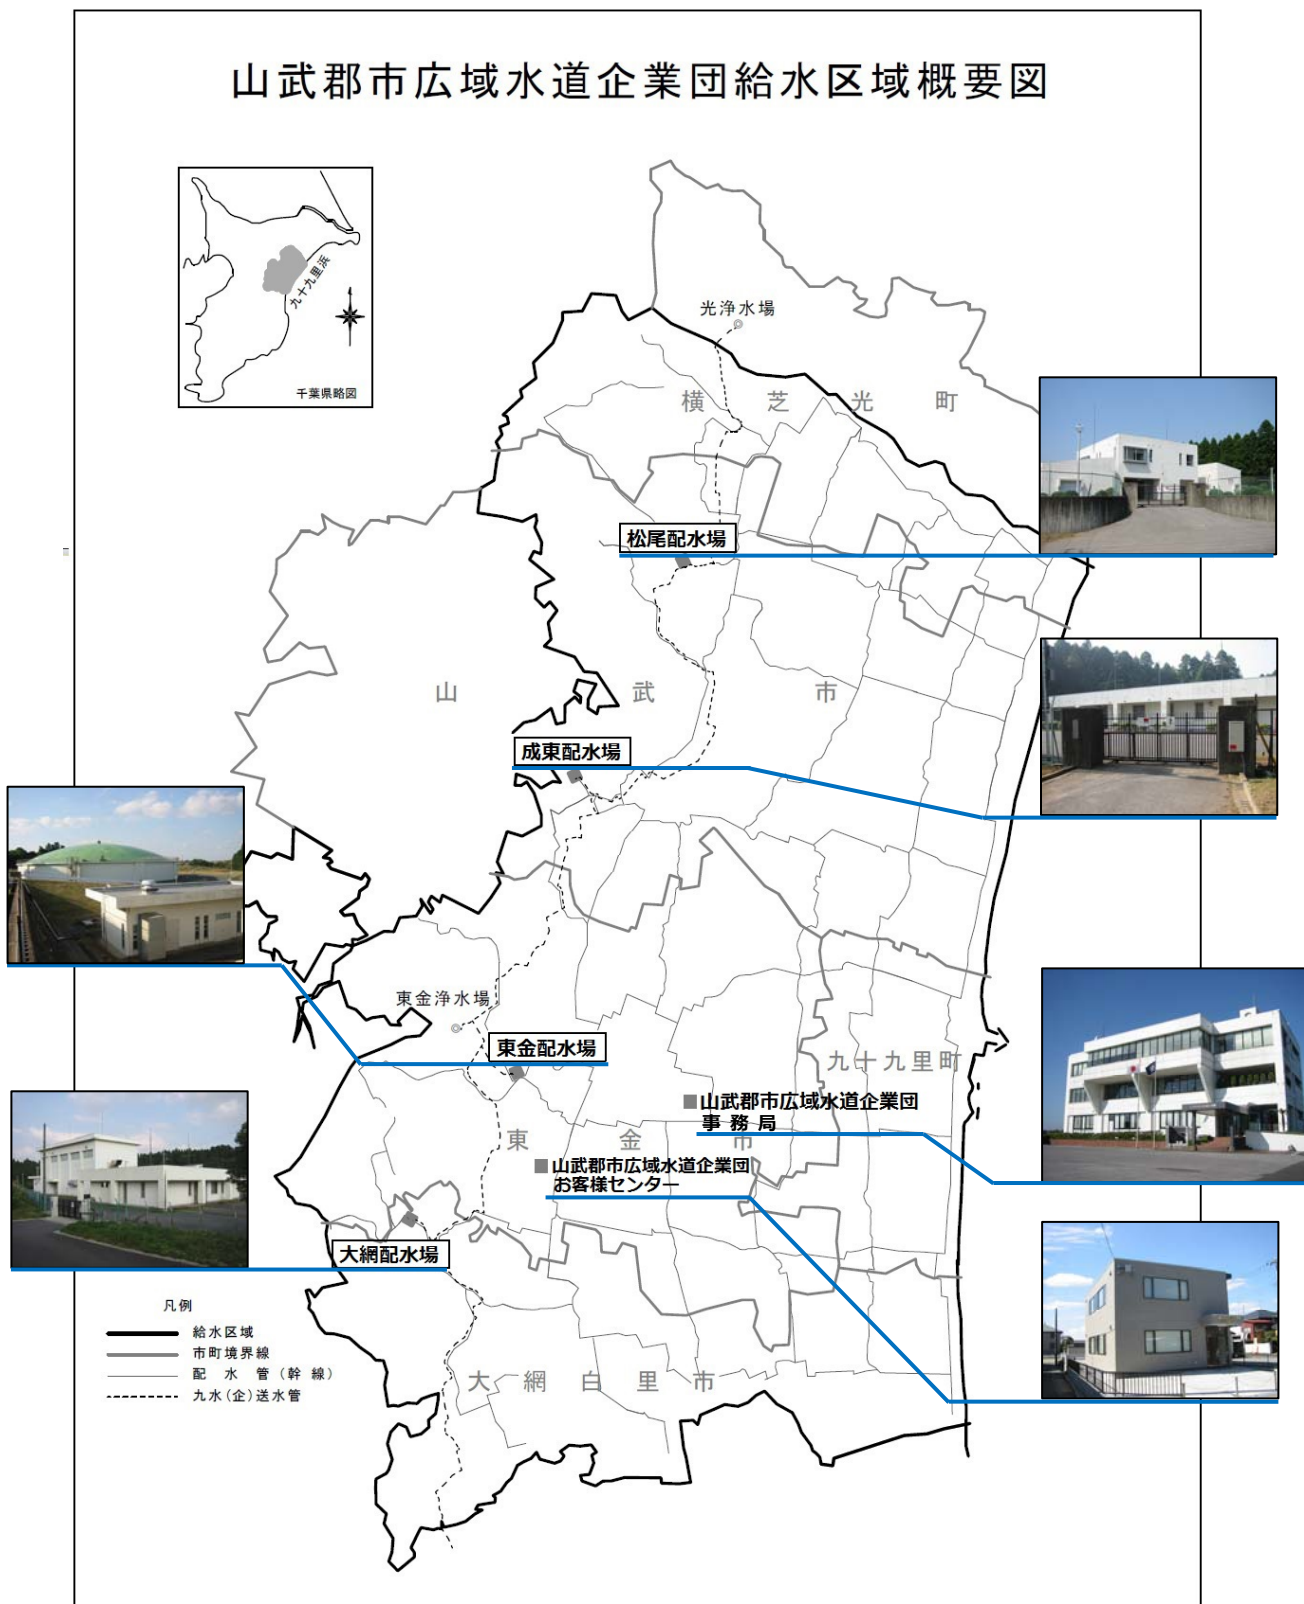 山武郡市広域水道企業団給水区域概要図
九十九里浜
千葉県略図
光浄水場
横芝光町
松尾配水場
山武市
成東配水場
東金浄水場
東金配水場
九十九里町
山武郡市広域水道企業団
事務局
東金市
山武郡市広域水道企業団
お客様センター
大網配水場
凡例
給水区域
市町境界線
配水管(幹線)
九水(企)送水管
大網白里市